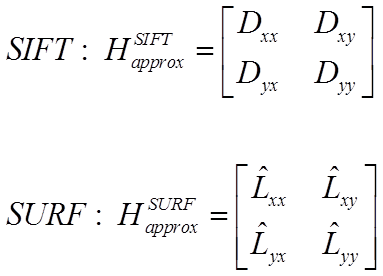 SIFT : H^{SIFT}_{approx} = [ D_{xx} D_{xy}
D_{yx} D_{yy} ]
SURF : H^{SURF}_{approx} = [ L̂_{xx} L̂_{xy}
L̂_{yx} L̂_{yy} ]